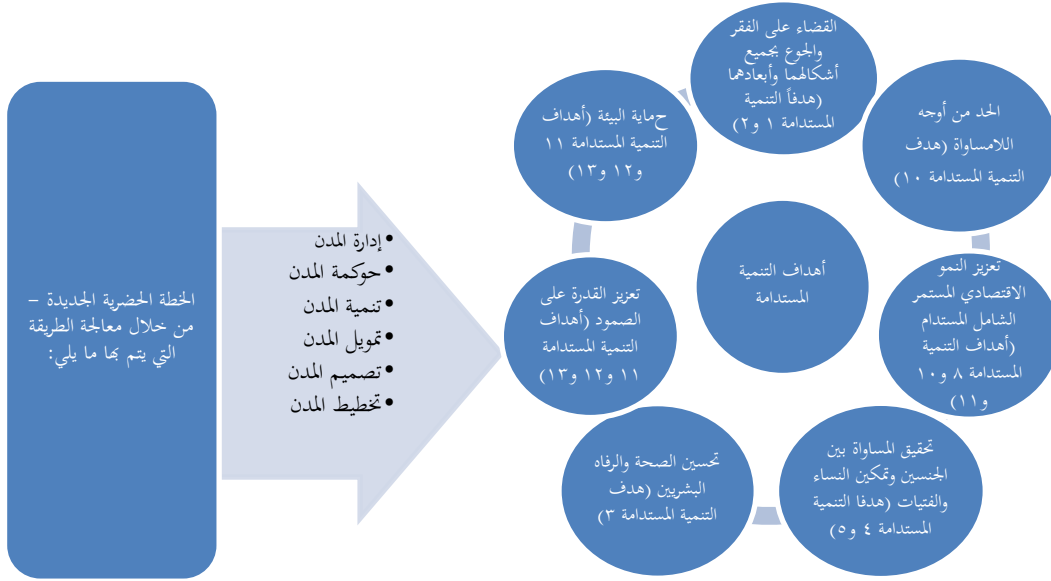 الخطة الحضرية الجديدة –
من خلال معالجة الطريقة
التي يتم بها ما يلي:
•إدارة المدن
•حوكمة المدن
•تنمية المدن
•تمويل المدن
•تصميم المدن
•تخطيط المدن
أهداف التنمية
المستدامة
القضاء على الفقر
والجوع بجميع
أشكالهما وأبعادهما
(هدفاً التنمية
المستدامة ١ و٢)
الحد من أوجه
اللامساواة (هدف
التنمية المستدامة ١٠)
تعزيز النمو
الاقتصادي المستمر
الشامل المستدام
(أهداف التنمية
المستدامة ٨ و١٠
و١١)
تحقيق المساواة بين
الجنسين وتمكين النساء
والفتيات (هدفا التنمية
المستدامة ٤ و٥)
تحسين الصحة والرفاه
البشريين (هدف
التنمية المستدامة ٣)
تعزيز القدرة على
الصمود (أهداف
التنمية المستدامة
١١ و١٢ و١٣)
حماية البيئة (أهداف
التنمية المستدامة ١١
و١٢ و١٣)